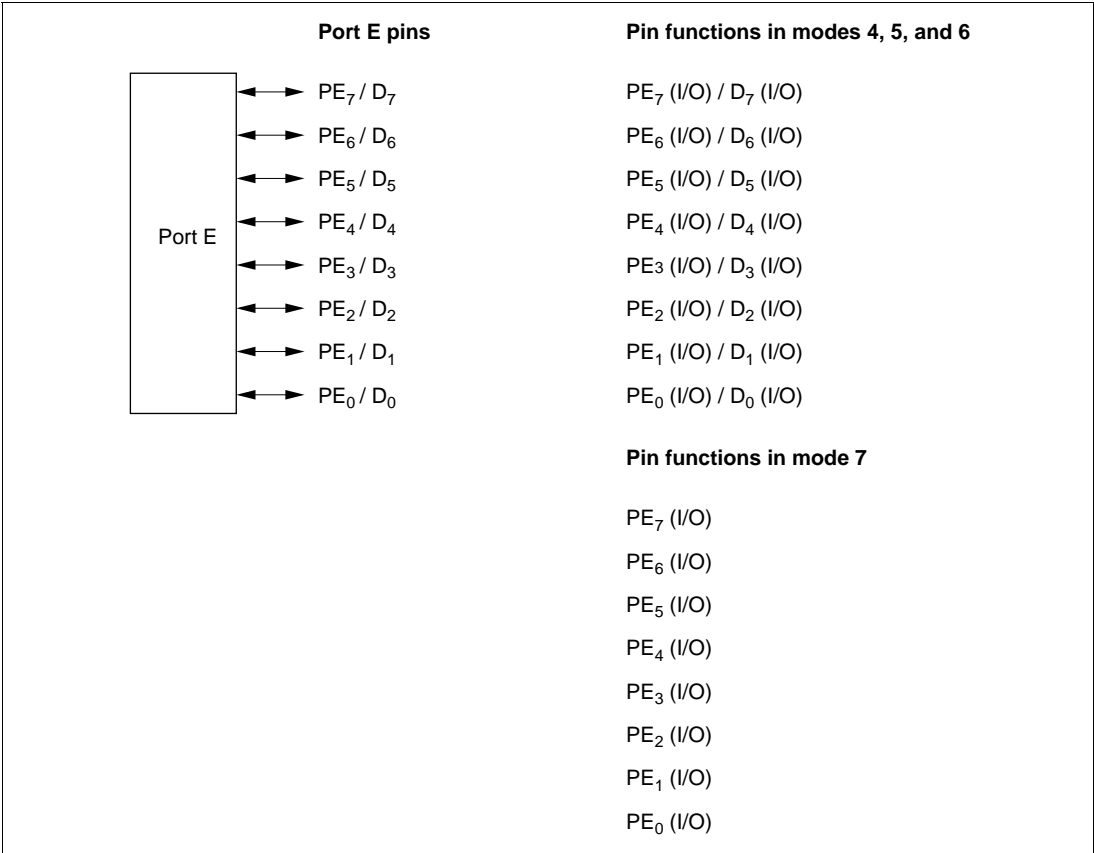 Port E pins Pin functions in modes 4, 5, and 6
PE7 / D7 PE7 (I/O) / D7 (I/O)
PE6 / D6 PE6 (I/O) / D6 (I/O)
PE5 / D5 PE5 (I/O) / D5 (I/O)
PE4 / D4 PE4 (I/O) / D4 (I/O)
Port E
PE3 / D3 PE3 (I/O) / D3 (I/O)
PE2 / D2 PE2 (I/O) / D2 (I/O)
PE1 / D1 PE1 (I/O) / D1 (I/O)
PE0 / D0 PE0 (I/O) / D0 (I/O)
Pin functions in mode 7
PE7 (I/O)
PE6 (I/O)
PE5 (I/O)
PE4 (I/O)
PE3 (I/O)
PE2 (I/O)
PE1 (I/O)
PE0 (I/O)